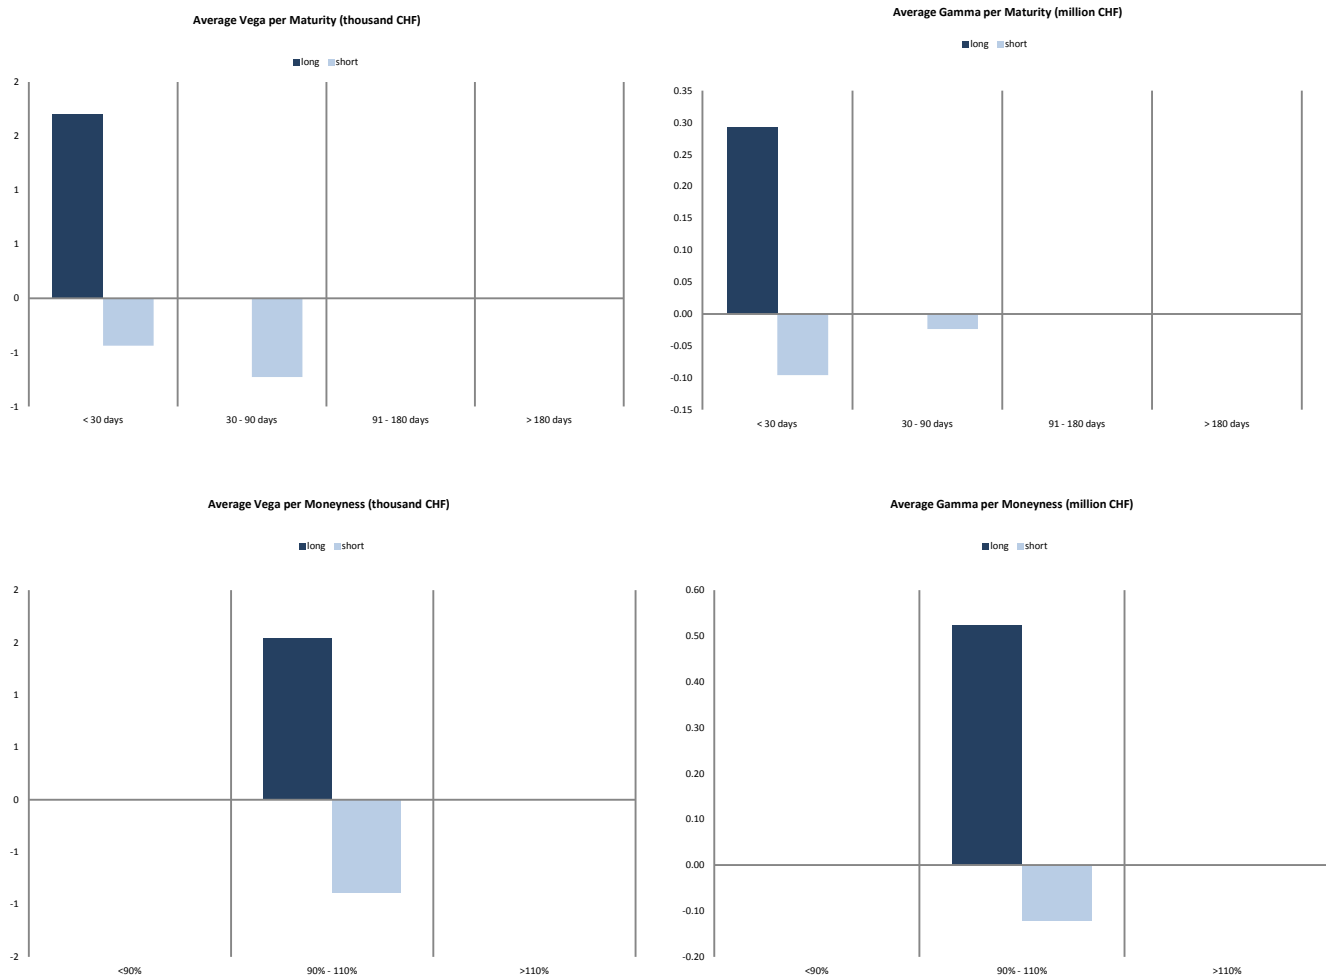 Average Vega per Maturity (thousand CHF)
long short
2
2
1
1
0
-1
-1
< 30 days 30 - 90 days 91 - 180 days > 180 days
Average Gamma per Maturity (million CHF)
long short
0.35
0.30
0.25
0.20
0.15
0.10
0.05
0.00
-0.05
-0.10
-0.15
< 30 days 30 - 90 days 91 - 180 days > 180 days
Average Vega per Moneyness (thousand CHF)
long short
2
2
1
1
0
-1
-1
-2
<90% 90% - 110% >110%
Average Gamma per Moneyness (million CHF)
long short
0.60
0.50
0.40
0.30
0.20
0.10
0.00
-0.10
-0.20
<90% 90% - 110% >110%